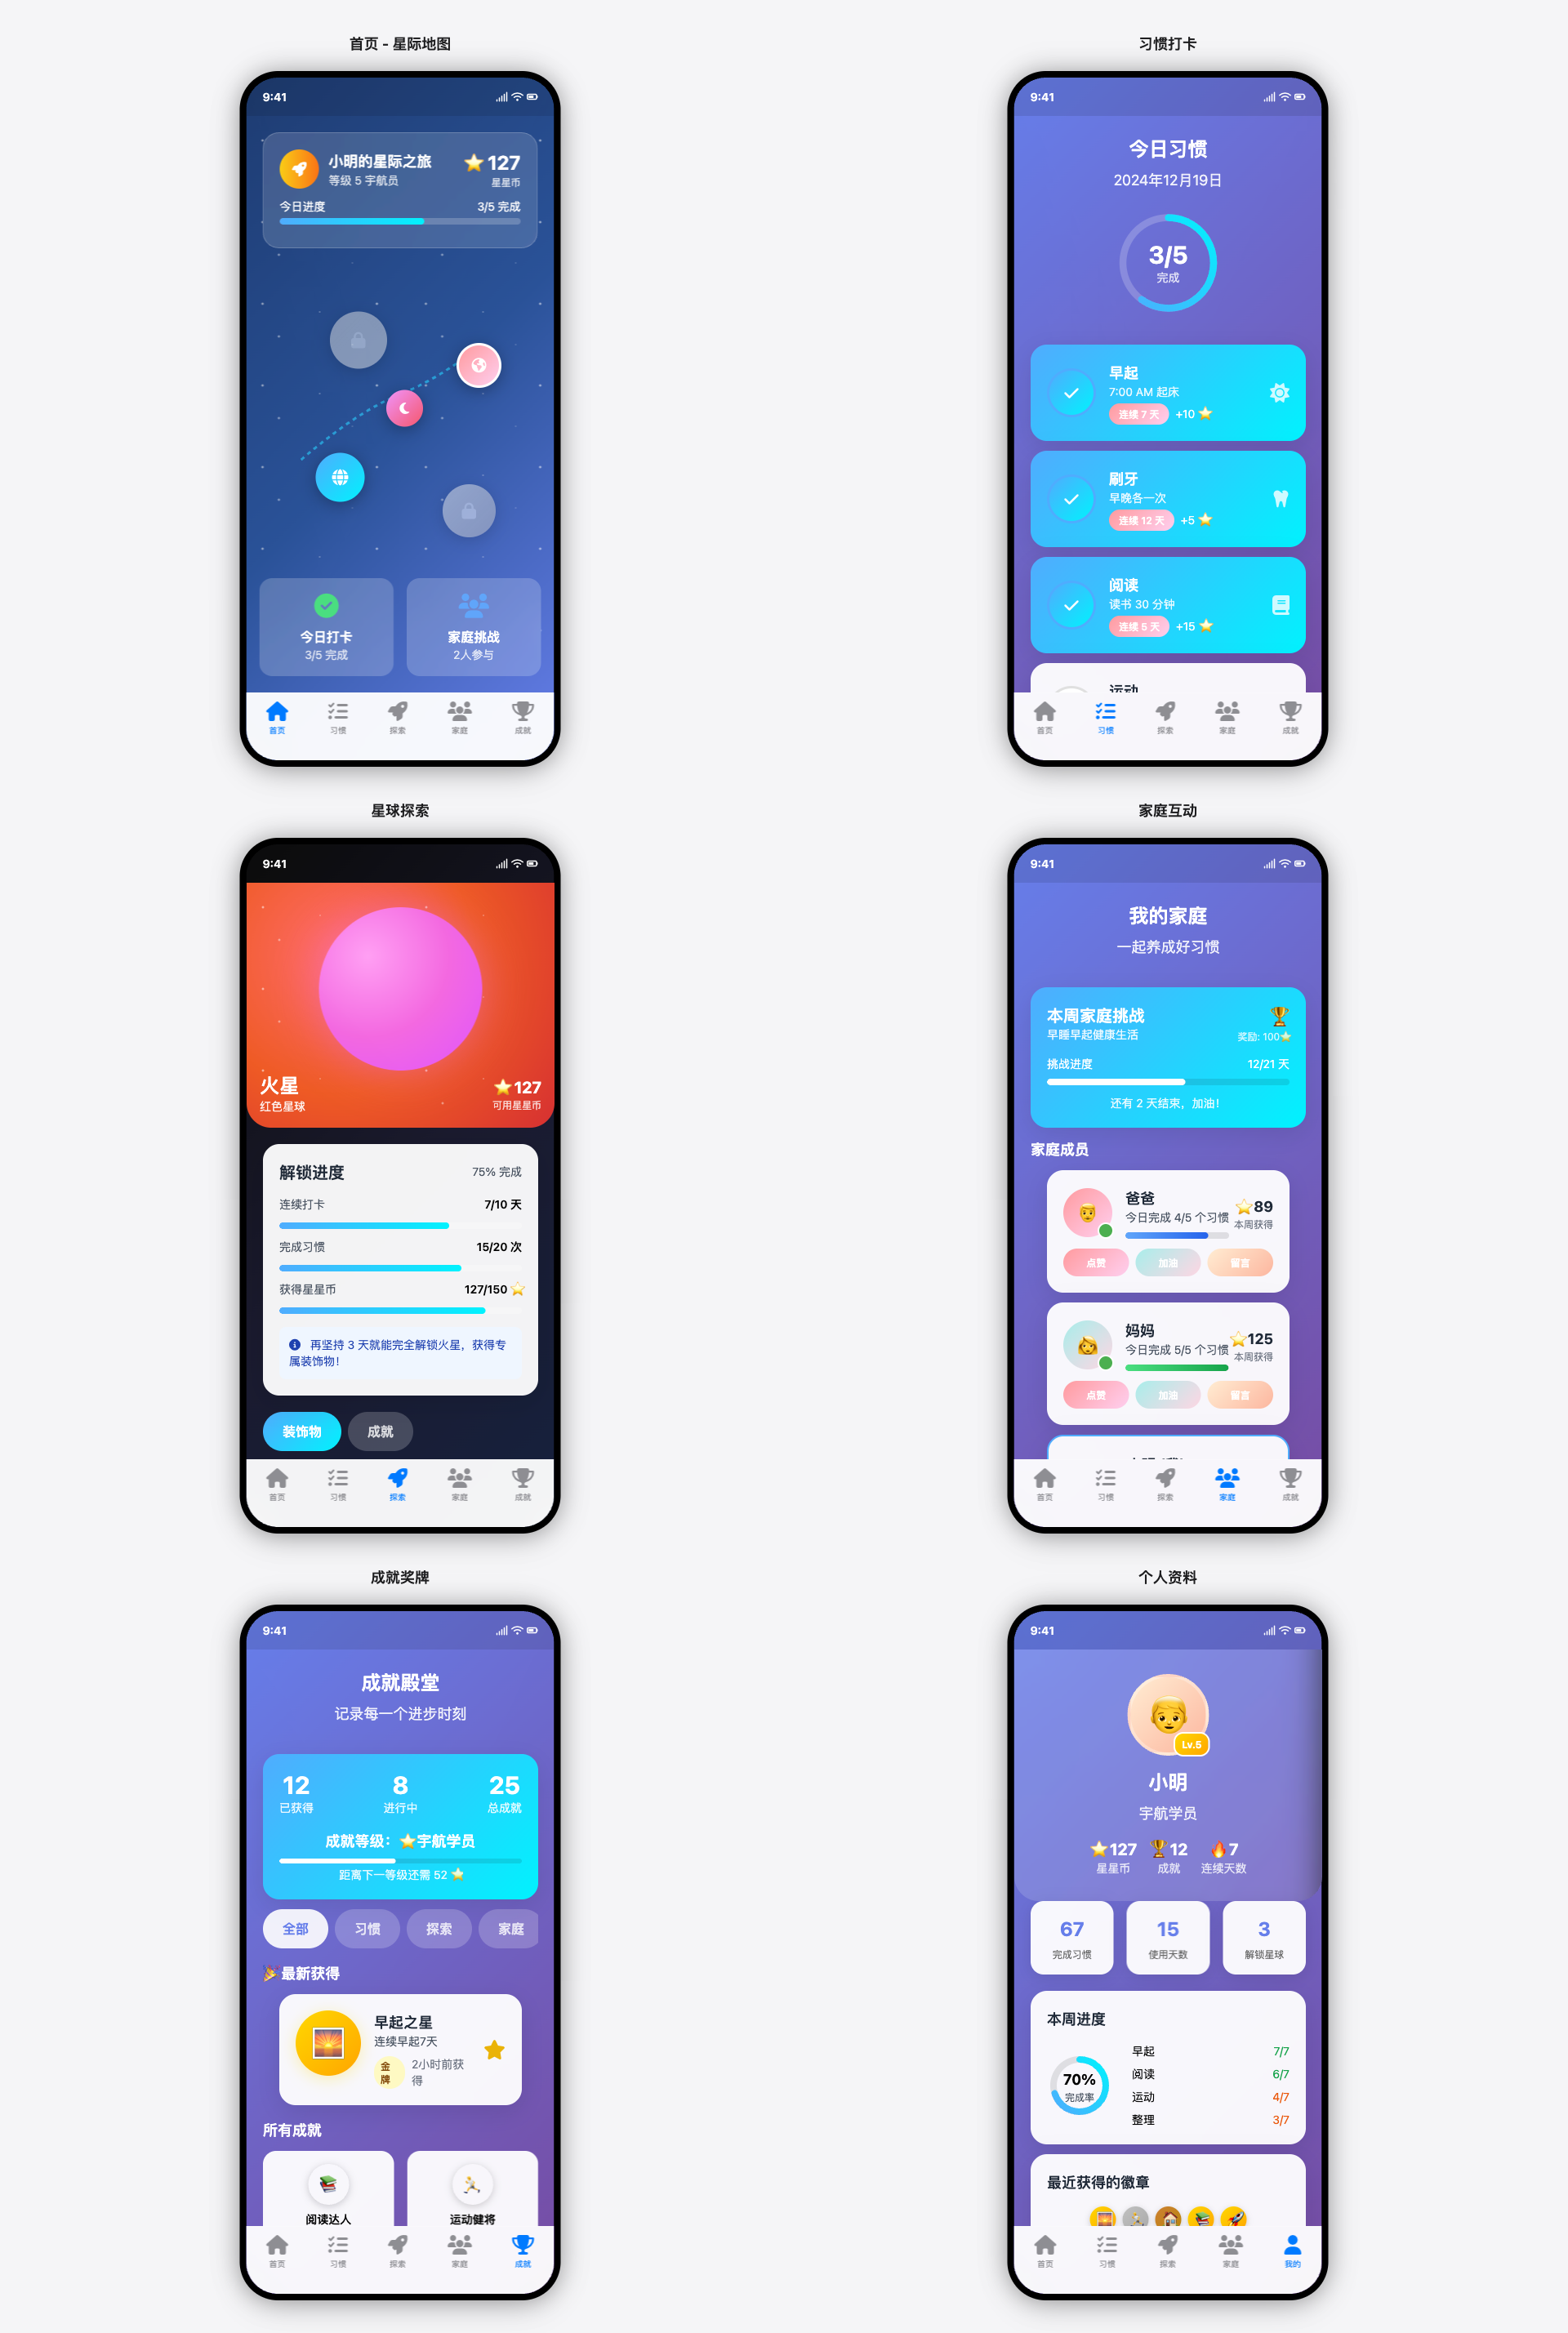 首页 - 星际地图
9:41
小明的星际之旅
等级 5 宇航员
127
星星币
今日进度
3/5 完成
今日打卡
3/5 完成
家庭挑战
2人参与
首页
习惯
探索
家庭
成就
习惯打卡
9:41
今日习惯
2024年12月19日
3/5
完成
早起
7:00 AM 起床
连续 7 天
+10
刷牙
早晚各一次
连续 12 天
+5
阅读
读书 30 分钟
连续 5 天
+15
运动
首页
习惯
探索
家庭
成就
星球探索
9:41
火星
红色星球
127
可用星星币
解锁进度
75% 完成
连续打卡
7/10 天
完成习惯
15/20 次
获得星星币
127/150
再坚持 3 天就能完全解锁火星，获得专
属装饰物！
装饰物
成就
首页
习惯
探索
家庭
成就
家庭互动
9:41
我的家庭
一起养成好习惯
本周家庭挑战
早睡早起健康生活
奖励: 100
挑战进度
12/21 天
还有 2 天结束，加油！
家庭成员
爸爸
今日完成 4/5 个习惯
89
本周获得
点赞
加油
留言
妈妈
今日完成 5/5 个习惯
125
本周获得
点赞
加油
留言
首页
习惯
探索
家庭
成就
成就奖牌
9:41
成就殿堂
记录每一个进步时刻
12
已获得
8
进行中
25
总成就
成就等级：宇航学员
距离下一等级还需 52
全部
习惯
探索
家庭
最新获得
早起之星
连续早起7天
金
牌
2小时前获
得
所有成就
阅读达人
运动健将
首页
习惯
探索
家庭
成就
个人资料
9:41
Lv.5
小明
宇航学员
127
星星币
12
成就
7
连续天数
67
完成习惯
15
使用天数
3
解锁星球
本周进度
70%
完成率
早起
7/7
阅读
6/7
运动
4/7
整理
3/7
最近获得的徽章
首页
习惯
探索
家庭
我的